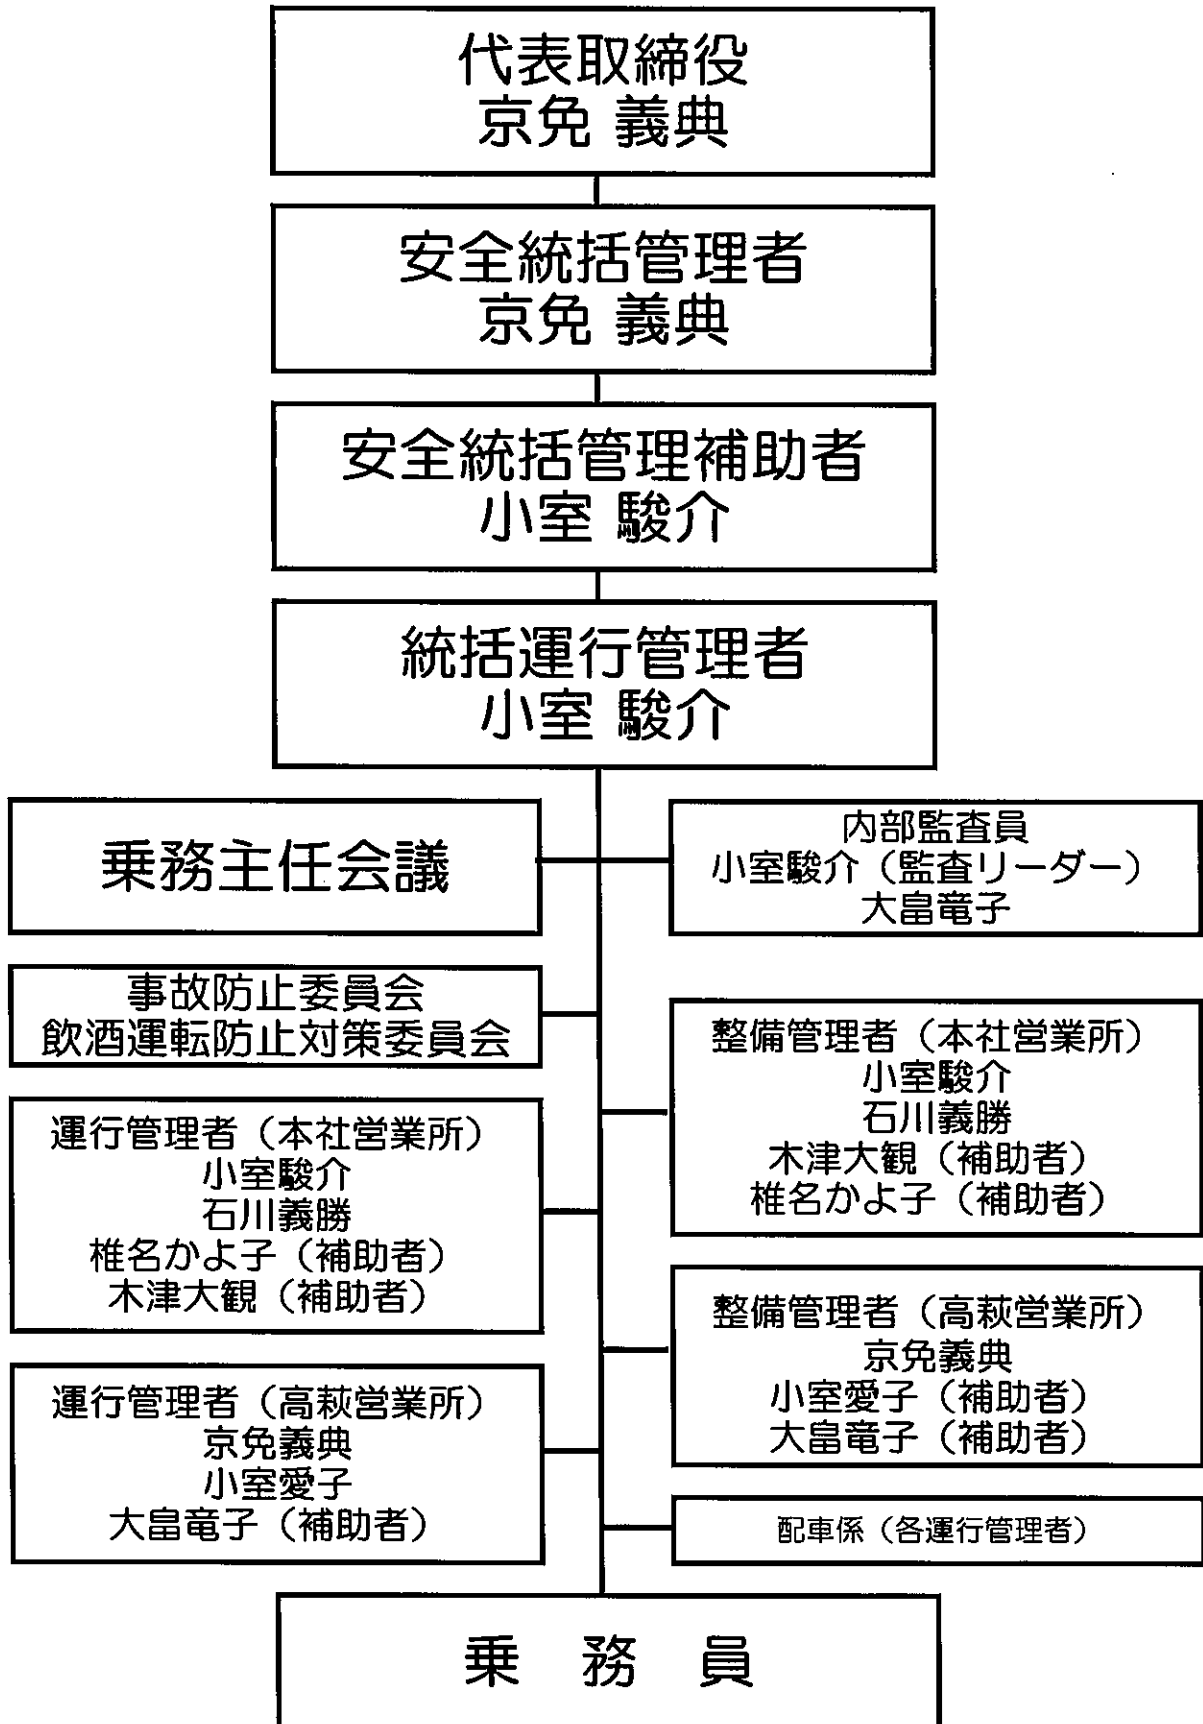 代表取締役
京免 義典
安全統括管理者
京免 義典
安全統括管理補助者
小室 駿介
統括運行管理者
小室 駿介
乗務主任会議
内部監査員
小室駿介（監査リーダー）
大畠竜子
事故防止委員会
飲酒運転防止対策委員会
整備管理者（本社営業所）
小室駿介
石川義勝
木津大観（補助者）
椎名かよ子（補助者）
運行管理者（本社営業所）
小室駿介
石川義勝
椎名かよ子（補助者）
木津大観（補助者）
整備管理者（高萩営業所）
京免義典
小室愛子（補助者）
大畠竜子（補助者）
運行管理者（高萩営業所）
京免義典
小室愛子
大畠竜子（補助者）
配車係（各運行管理者）
乗 務 員